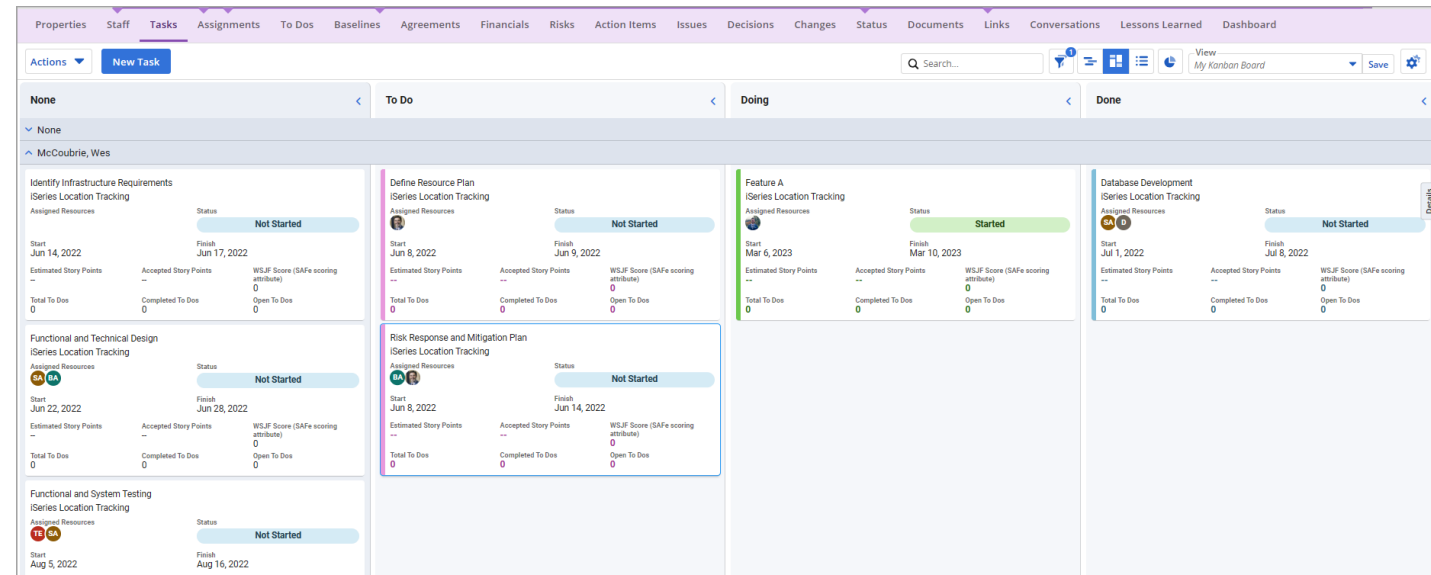 Properties Staff Tasks Assignments To Dos Baselines Agreements Financials Risks Action Items Issues Decisions Changes Status Documents Links Conversations Lessons Learned Dashboard
Actions New Task Search... 1 View My Kanban Board Save
None To Do Doing Done
None
McCoubrie, Wes
Identify Infrastructure Requirements
iSeries Location Tracking
Assigned Resources Status
Not Started
Start Finish
Jun 14, 2022 Jun 17, 2022
Estimated Story Points Accepted Story Points WSJF Score (SAFe scoring
attribute)
-- -- 0
Total To Dos Completed To Dos Open To Dos
0 0 0
Functional and Technical Design
iSeries Location Tracking
Assigned Resources Status
SA BA Not Started
Start Finish
Jun 22, 2022 Jun 28, 2022
Estimated Story Points Accepted Story Points WSJF Score (SAFe scoring
attribute)
-- -- 0
Total To Dos Completed To Dos Open To Dos
0 0 0
Functional and System Testing
iSeries Location Tracking
Assigned Resources Status
TE SA Not Started
Start Finish
Aug 5, 2022 Aug 16, 2022
Define Resource Plan
iSeries Location Tracking
Assigned Resources Status
Not Started
Start Finish
Jun 8, 2022 Jun 9, 2022
Estimated Story Points Accepted Story Points WSJF Score (SAFe scoring
attribute)
-- -- 0
Total To Dos Completed To Dos Open To Dos
0 0 0
Risk Response and Mitigation Plan
iSeries Location Tracking
Assigned Resources Status
BA Not Started
Start Finish
Jun 8, 2022 Jun 14, 2022
Estimated Story Points Accepted Story Points WSJF Score (SAFe scoring
attribute)
-- -- 0
Total To Dos Completed To Dos Open To Dos
0 0 0
Feature A
iSeries Location Tracking
Assigned Resources Status
Started
Start Finish
Mar 6, 2023 Mar 10, 2023
Estimated Story Points Accepted Story Points WSJF Score (SAFe scoring
attribute)
-- -- 0
Total To Dos Completed To Dos Open To Dos
0 0 0
Database Development
iSeries Location Tracking
Assigned Resources Status
SA D Not Started
Start Finish
Jul 1, 2022 Jul 8, 2022
Estimated Story Points Accepted Story Points WSJF Score (SAFe scoring
attribute)
-- -- 0
Total To Dos Completed To Dos Open To Dos
0 0 0
Details